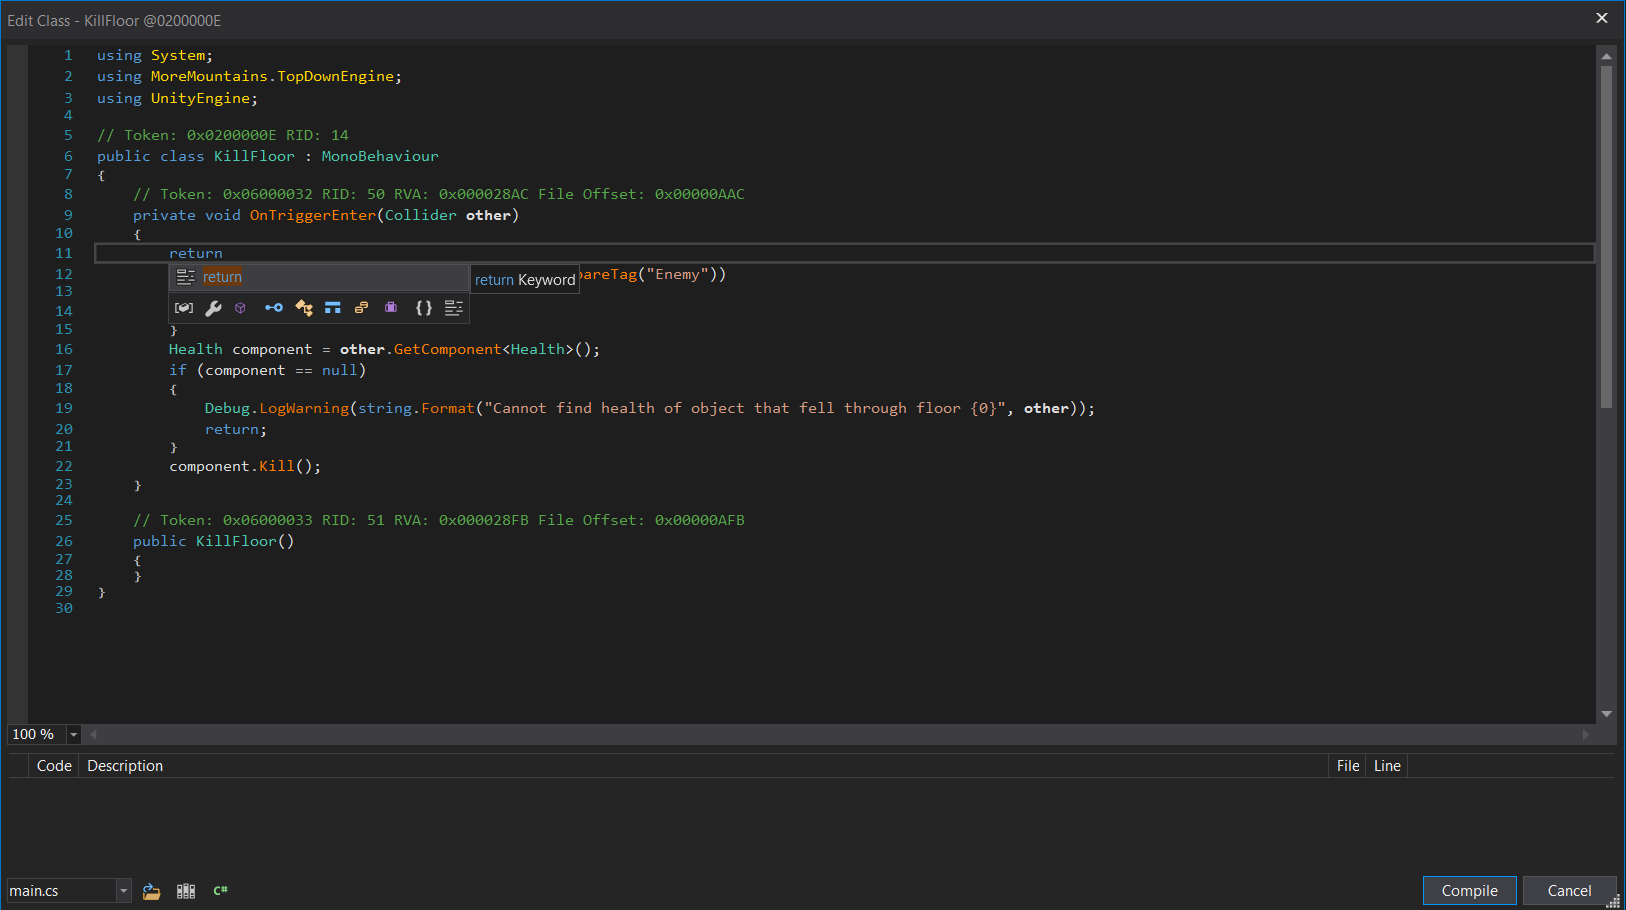 Edit Class - KillFloor @0200000E
1 using System;
2 using MoreMountains.TopDownEngine;
3 using UnityEngine;
4
5 // Token: 0x0200000E RID: 14
6 public class KillFloor : MonoBehaviour
7 {
8 // Token: 0x06000032 RID: 50 RVA: 0x000028AC File Offset: 0x00000AAC
9 private void OnTriggerEnter(Collider other)
10 {
11 return
12 return return Keyword pareTag("Enemy"))
13
14 { }
15 }
16 Health component = other.GetComponent<Health>();
17 if (component == null)
18 {
19 Debug.LogWarning(string.Format("Cannot find health of object that fell through floor {0}", other));
20 return;
21 }
22 component.Kill();
23 }
24
25 // Token: 0x06000033 RID: 51 RVA: 0x000028FB File Offset: 0x00000AFB
26 public KillFloor()
27 {
28 }
29 }
30
100 %
Code Description File Line
main.cs C# Compile Cancel